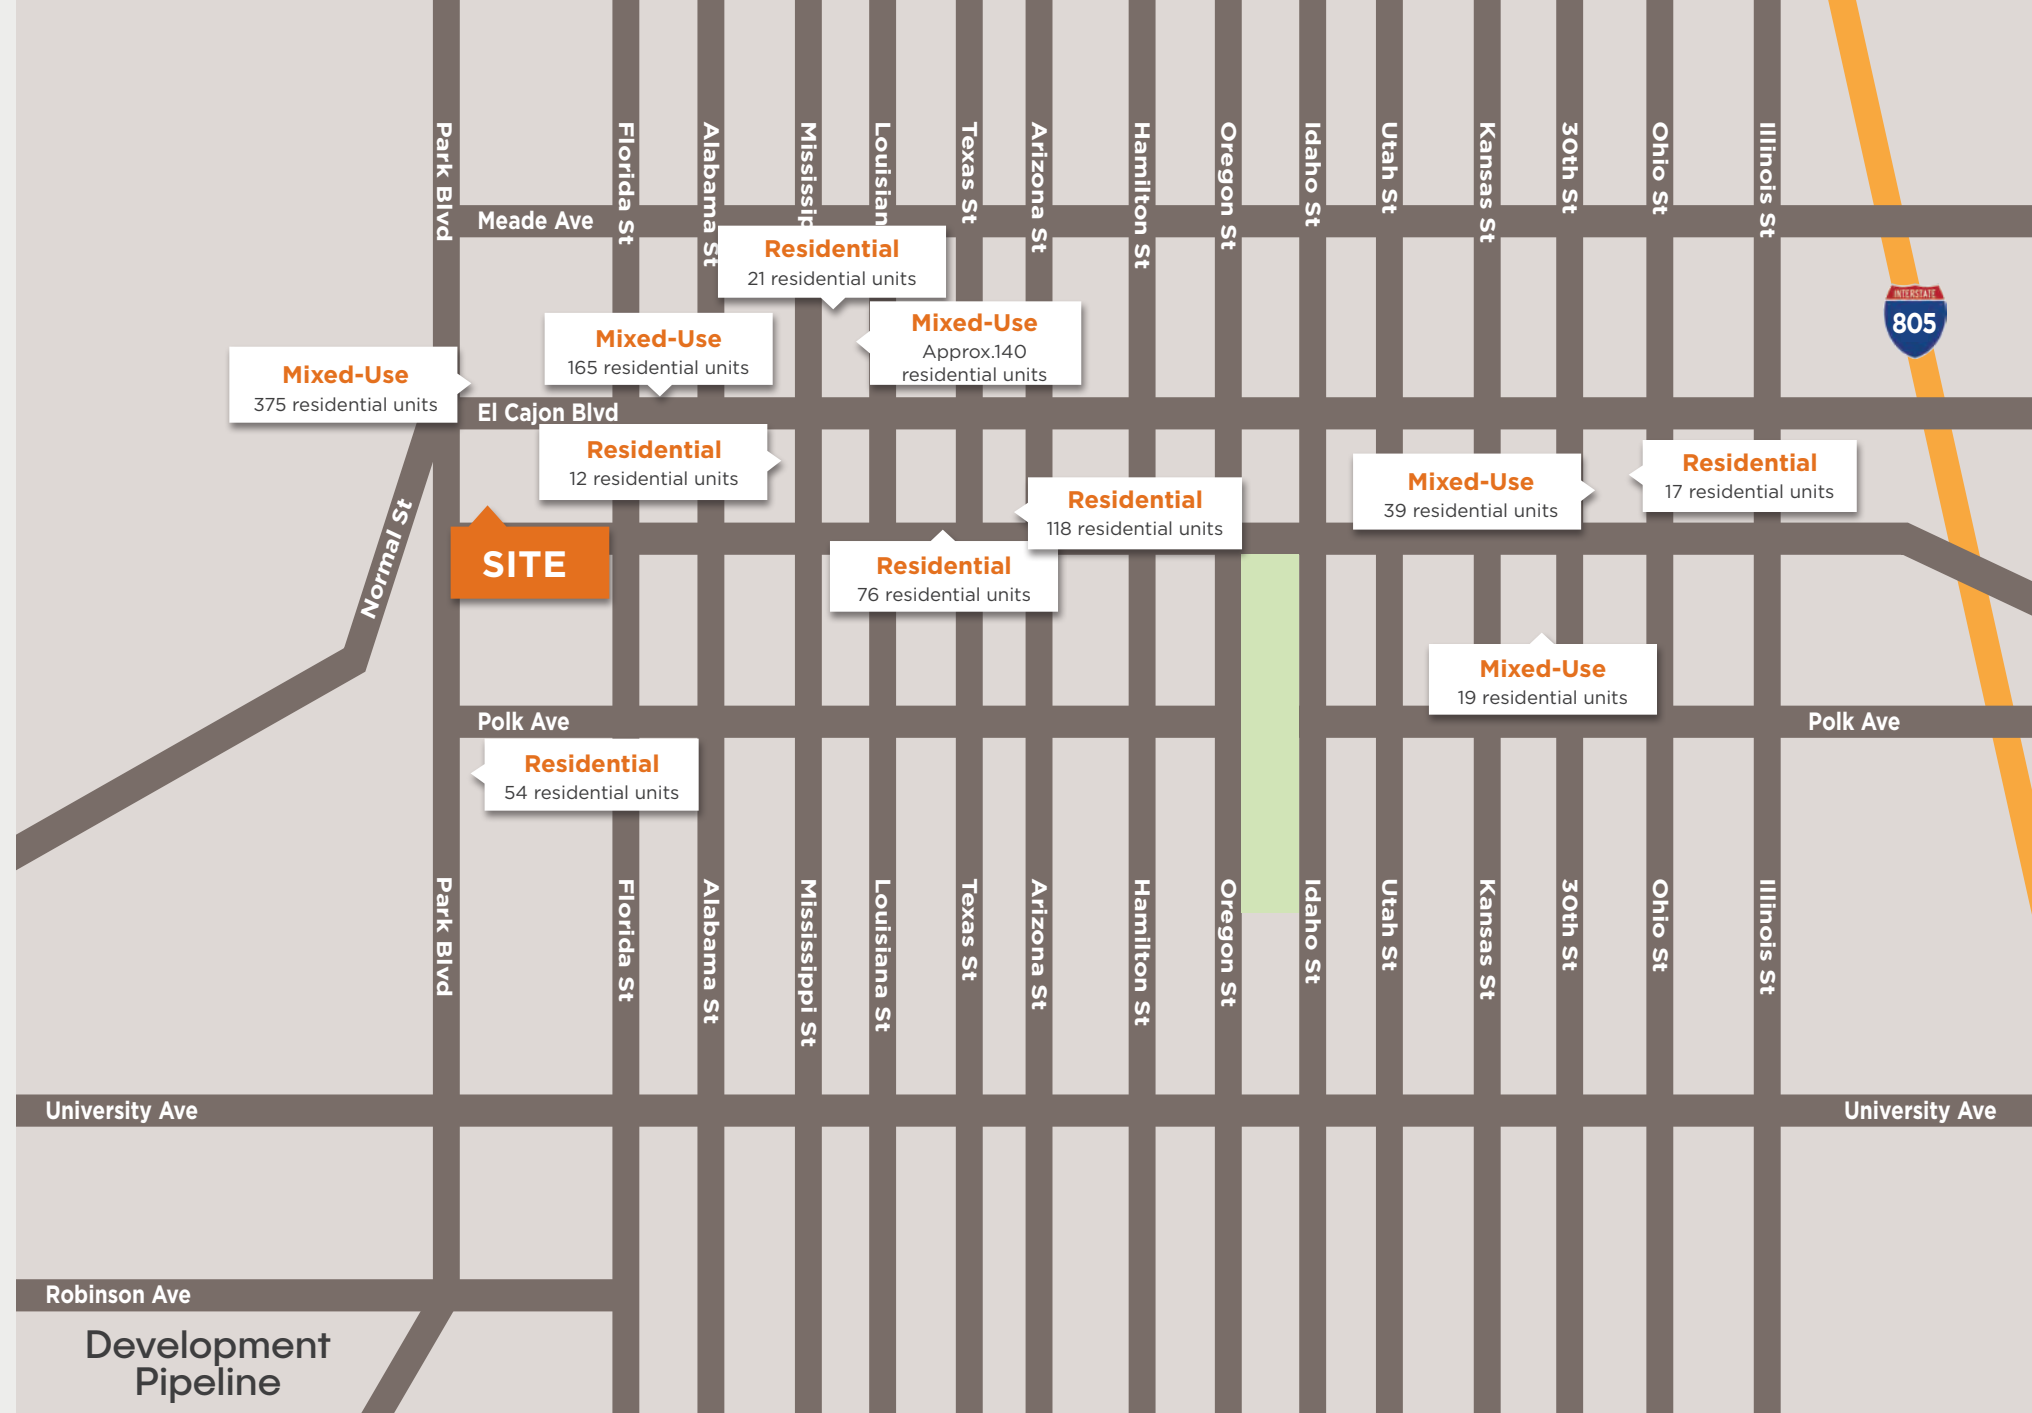 Park Blvd
Florida St
Alabama St
Mississip
Louisian
Texas St
Arizona St
Hamilton St
Oregon St
Idaho St
Utah St
Kansas St
30th St
Ohio St
Illinois St
Meade Ave
Residential
21 residential units
INTERSTATE
805
Mixed-Use
Approx.140
residential units
Mixed-Use
165 residential units
Mixed-Use
375 residential units
El Cajon Blvd
Residential
12 residential units
Residential
17 residential units
Mixed-Use
39 residential units
Residential
118 residential units
Normal St
SITE
Residential
76 residential units
Mixed-Use
19 residential units
Polk Ave
Polk Ave
Residential
54 residential units
Park Blvd
Florida St
Alabama St
Mississippi St
Louisiana St
Texas St
Arizona St
Hamilton St
Oregon St
Idaho St
Utah St
Kansas St
30th St
Ohio St
Illinois St
University Ave
University Ave
Robinson Ave
Development
Pipeline